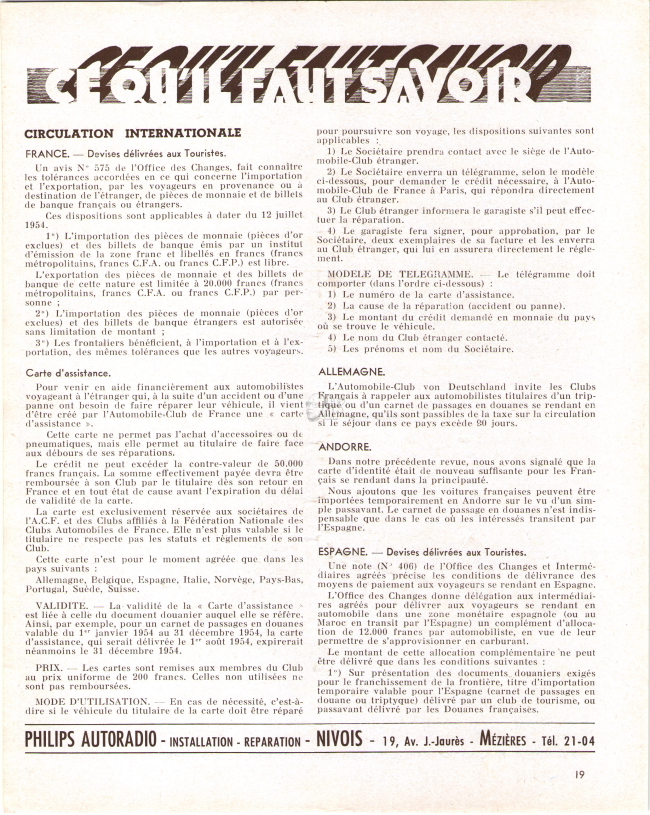 CE QU'IL FAUT SAVOIR
CIRCULATION INTERNATIONALE
FRANCE. — Devises délivrées aux Touristes.
Un avis N° 575 de l'Office des Changes, fait connaître
les tolérances accordées en ce qui concerne l'importation
et l'exportation, par les voyageurs en provenance ou à
destination de l'étranger, de pièces de monnaie et de billets
de banque français ou étrangers.
Ces dispositions sont applicables à dater du 12 juillet
1954.
1°) L'importation des pièces de monnaie (pièces d'or
exclues) et des billets de banque émis par un institut
d'émission de la zone franc et libellés en francs (francs
métropolitains, francs C.F.A. ou francs C.F.P.) est libre.
L'exportation des pièces de monnaie et des billets de
banque de cette nature est limitée à 20.000 francs (francs
métropolitains, francs C.F.A. ou francs C.F.P.) par per-
sonne ;
2°) L'importation des pièces de monnaie (pièces d'or
exclues) et des billets de banque étrangers est autorisée
sans limitation de montant ;
3°) Les frontaliers bénéficient, à l'importation et à l'ex-
portation, des mêmes tolérances que les autres voyageurs.
Carte d'assistance.
Pour venir en aide financièrement aux automobilistes
voyageant à l'étranger qui, à la suite d'un accident ou d'une
panne ont besoin de faire réparer leur véhicule, il vient
d'être créé par l'Automobile-Club de France une « carte
d'assistance ».
Cette carte ne permet pas l'achat d'accessoires ou de
pneumatiques, mais elle permet au titulaire de faire face
aux débours de ses réparations.
Le crédit ne peut excéder la contre-valeur de 50.000
francs français. La somme effectivement payée devra être
remboursée à son Club par le titulaire dès son retour en
France et en tout état de cause avant l'expiration du délai
de validité de la carte.
La carte est exclusivement réservée aux sociétaires de
l'A.C.F. et des Clubs affiliés à la Fédération Nationale des
Clubs Automobiles de France. Elle n'est plus valable si le
titulaire ne respecte pas les statuts et règlements de son
Club.
Cette carte n'est pour le moment agréée que dans les
pays suivants :
Allemagne, Belgique, Espagne, Italie, Norvège, Pays-Bas,
Portugal, Suède, Suisse.
VALIDITE. — La validité de la « Carte d'assistance »
est liée à celle du document douanier auquel elle se réfère.
Ainsi, par exemple, pour un carnet de passages en douanes
valable du 1er janvier 1954 au 31 décembre 1954, la carte
d'assistance, qui serait délivrée le 1er août 1954, expirerait
néanmoins le 31 décembre 1954.
PRIX. — Les cartes sont remises aux membres du Club
au prix uniforme de 200 francs. Celles non utilisées ne
sont pas remboursées.
MODE D'UTILISATION. — En cas de nécessité, c'est-à-
dire si le véhicule du titulaire de la carte doit être réparé
pour poursuivre son voyage, les dispositions suivantes sont
applicables :
1) Le Sociétaire prendra contact avec le siège de l'Auto-
mobile-Club étranger.
2) Le Sociétaire enverra un télégramme, selon le modèle
ci-dessous, pour demander le crédit nécessaire, à l'Auto-
mobile-Club de France à Paris, qui répondra directement
au Club étranger.
3) Le Club étranger informera le garagiste s'il peut effec-
tuer la réparation.
4) Le garagiste fera signer, pour approbation, par le
Sociétaire, deux exemplaires de sa facture et les enverra
au Club étranger, qui lui en assurera directement le règle-
ment.
MODELE DE TELEGRAMME. — Le télégramme doit
comporter (dans l'ordre ci-dessous) :
1) Le numéro de la carte d'assistance.
2) La cause de la réparation (accident ou panne).
3) Le montant du crédit demandé en monnaie du pays
où se trouve le véhicule.
4) Le nom du Club étranger contacté.
5) Les prénoms et nom du Sociétaire.
ALLEMAGNE.
L'Automobile-Club von Deutschland invite les Clubs
Français à rappeler aux automobilistes titulaires d'un trip-
tique ou d'un carnet de passages en douanes se rendant en
Allemagne, qu'ils sont passibles de la taxe sur la circulation
si le séjour dans ce pays excède 20 jours.
ANDORRE.
Dans notre précédente revue, nous avons signalé que la
carte d'identité était de nouveau suffisante pour les Fran-
çais se rendant dans la principauté.
Nous ajoutons que les voitures françaises peuvent être
importées temporairement en Andorre sur le vu d'un sim-
ple passavant. Le carnet de passage en douanes n'est indis-
pensable que dans le cas où les intéressés transitent par
l'Espagne.
ESPAGNE. — Devises délivrées aux Touristes.
Une note (N° 406) de l'Office des Changes et Intermé-
diaires agréés précise les conditions de délivrance des
moyens de paiement aux voyageurs se rendant en Espagne.
L'Office des Changes donne délégation aux intermédiai-
res agréés pour délivrer aux voyageurs se rendant en
automobile dans une zone monétaire espagnole (ou au
Maroc en transit par l'Espagne) un complément d'alloca-
tion de 12.000 francs par automobiliste, en vue de leur
permettre de s'approvisionner en carburant.
Le montant de cette allocation complémentaire ne peut
être délivré que dans les conditions suivantes :
1°) Sur présentation des documents douaniers exigés
pour le franchissement de la frontière, titre d'importation
temporaire valable pour l'Espagne (carnet de passages en
douane ou triptyque) délivré par un club de tourisme, ou
passavant délivré par les Douanes françaises.
PHILIPS AUTORADIO - INSTALLATION - REPARATION - NIVOIS - 19, Av. J.-Jaurès - MÉZIÈRES - Tél. 21-04
19